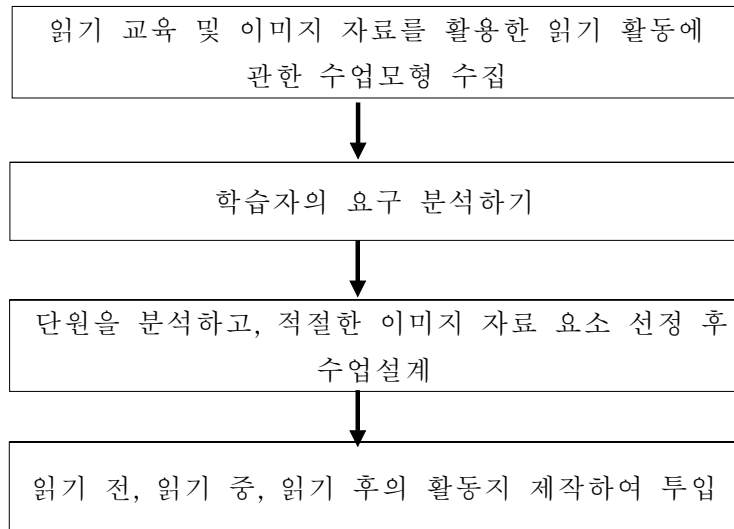 읽기 교육 및 이미지 자료를 활용한 읽기 활동에
관한 수업모형 수집
학습자의 요구 분석하기
단원을 분석하고, 적절한 이미지 자료 요소 선정 후
수업설계
읽기 전, 읽기 중, 읽기 후의 활동지 제작하여 투입